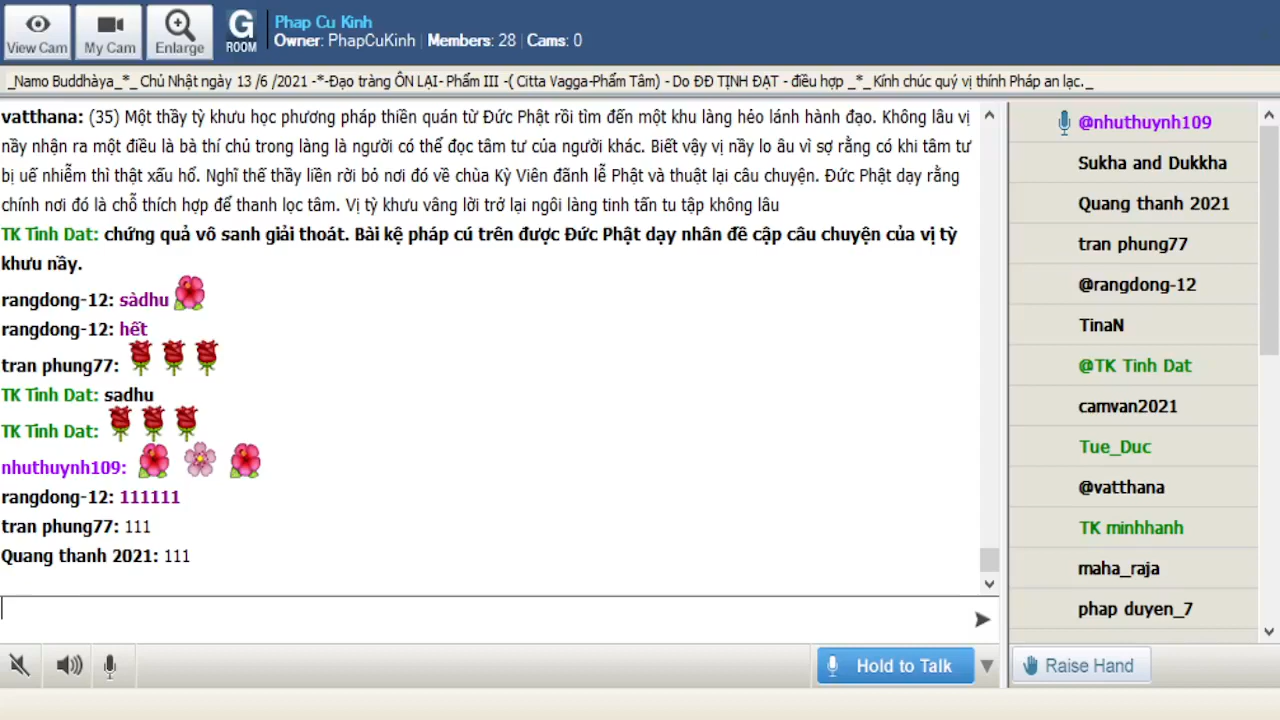 View Cam
My Cam
Enlarge
G
ROOM
Phap Cu Kinh
Owner: PhapCuKinh | Members: 28 | Cams: 0
_Namo Buddhàya_*_ Chủ Nhật ngày 13 /6 /2021 -*-Đạo tràng ÔN LẠI- Phẩm III -( Citta Vagga-Phẩm Tâm) - Do ĐĐ TỊNH ĐẠT - điều hợp _*_ Kính chúc quý vị thính Pháp an lạc._
vatthana: (35) Một thầy tỳ khưu học phương pháp thiền quán từ Đức Phật rồi tìm đến một khu làng hẻo lánh hành đạo. Không lâu vị
nầy nhận ra một điều là bà thí chủ trong làng là người có thể đọc tâm tư của người khác. Biết vậy vị nầy lo âu vì sợ rằng có khi tâm tư
bị uế nhiễm thì thật xấu hổ. Nghĩ thế thầy liền rời bỏ nơi đó về chùa Kỳ Viên đãnh lễ Phật và thuật lại câu chuyện. Đức Phật dạy rằng
chính nơi đó là chỗ thích hợp để thanh lọc tâm. Vị tỳ khưu vâng lời trở lại ngôi làng tinh tấn tu tập không lâu
TK Tinh Dat: chứng quả vô sanh giải thoát. Bài kệ pháp cú trên được Đức Phật dạy nhân đề cập câu chuyện của vị tỳ
khưu nầy.
rangdong-12: sàdhu
rangdong-12: hết
tran phung77:
TK Tinh Dat: sadhu
TK Tinh Dat:
nhuthuynh109:
rangdong-12: 111111
tran phung77: 111
Quang thanh 2021: 111
@nhuthuynh109
Sukha and Dukkha
Quang thanh 2021
tran phung77
@rangdong-12
TinaN
@TK Tinh Dat
camvan2021
Tue_Duc
@vatthana
TK minhhanh
maha_raja
phap duyen_7
Hold to Talk
Raise Hand